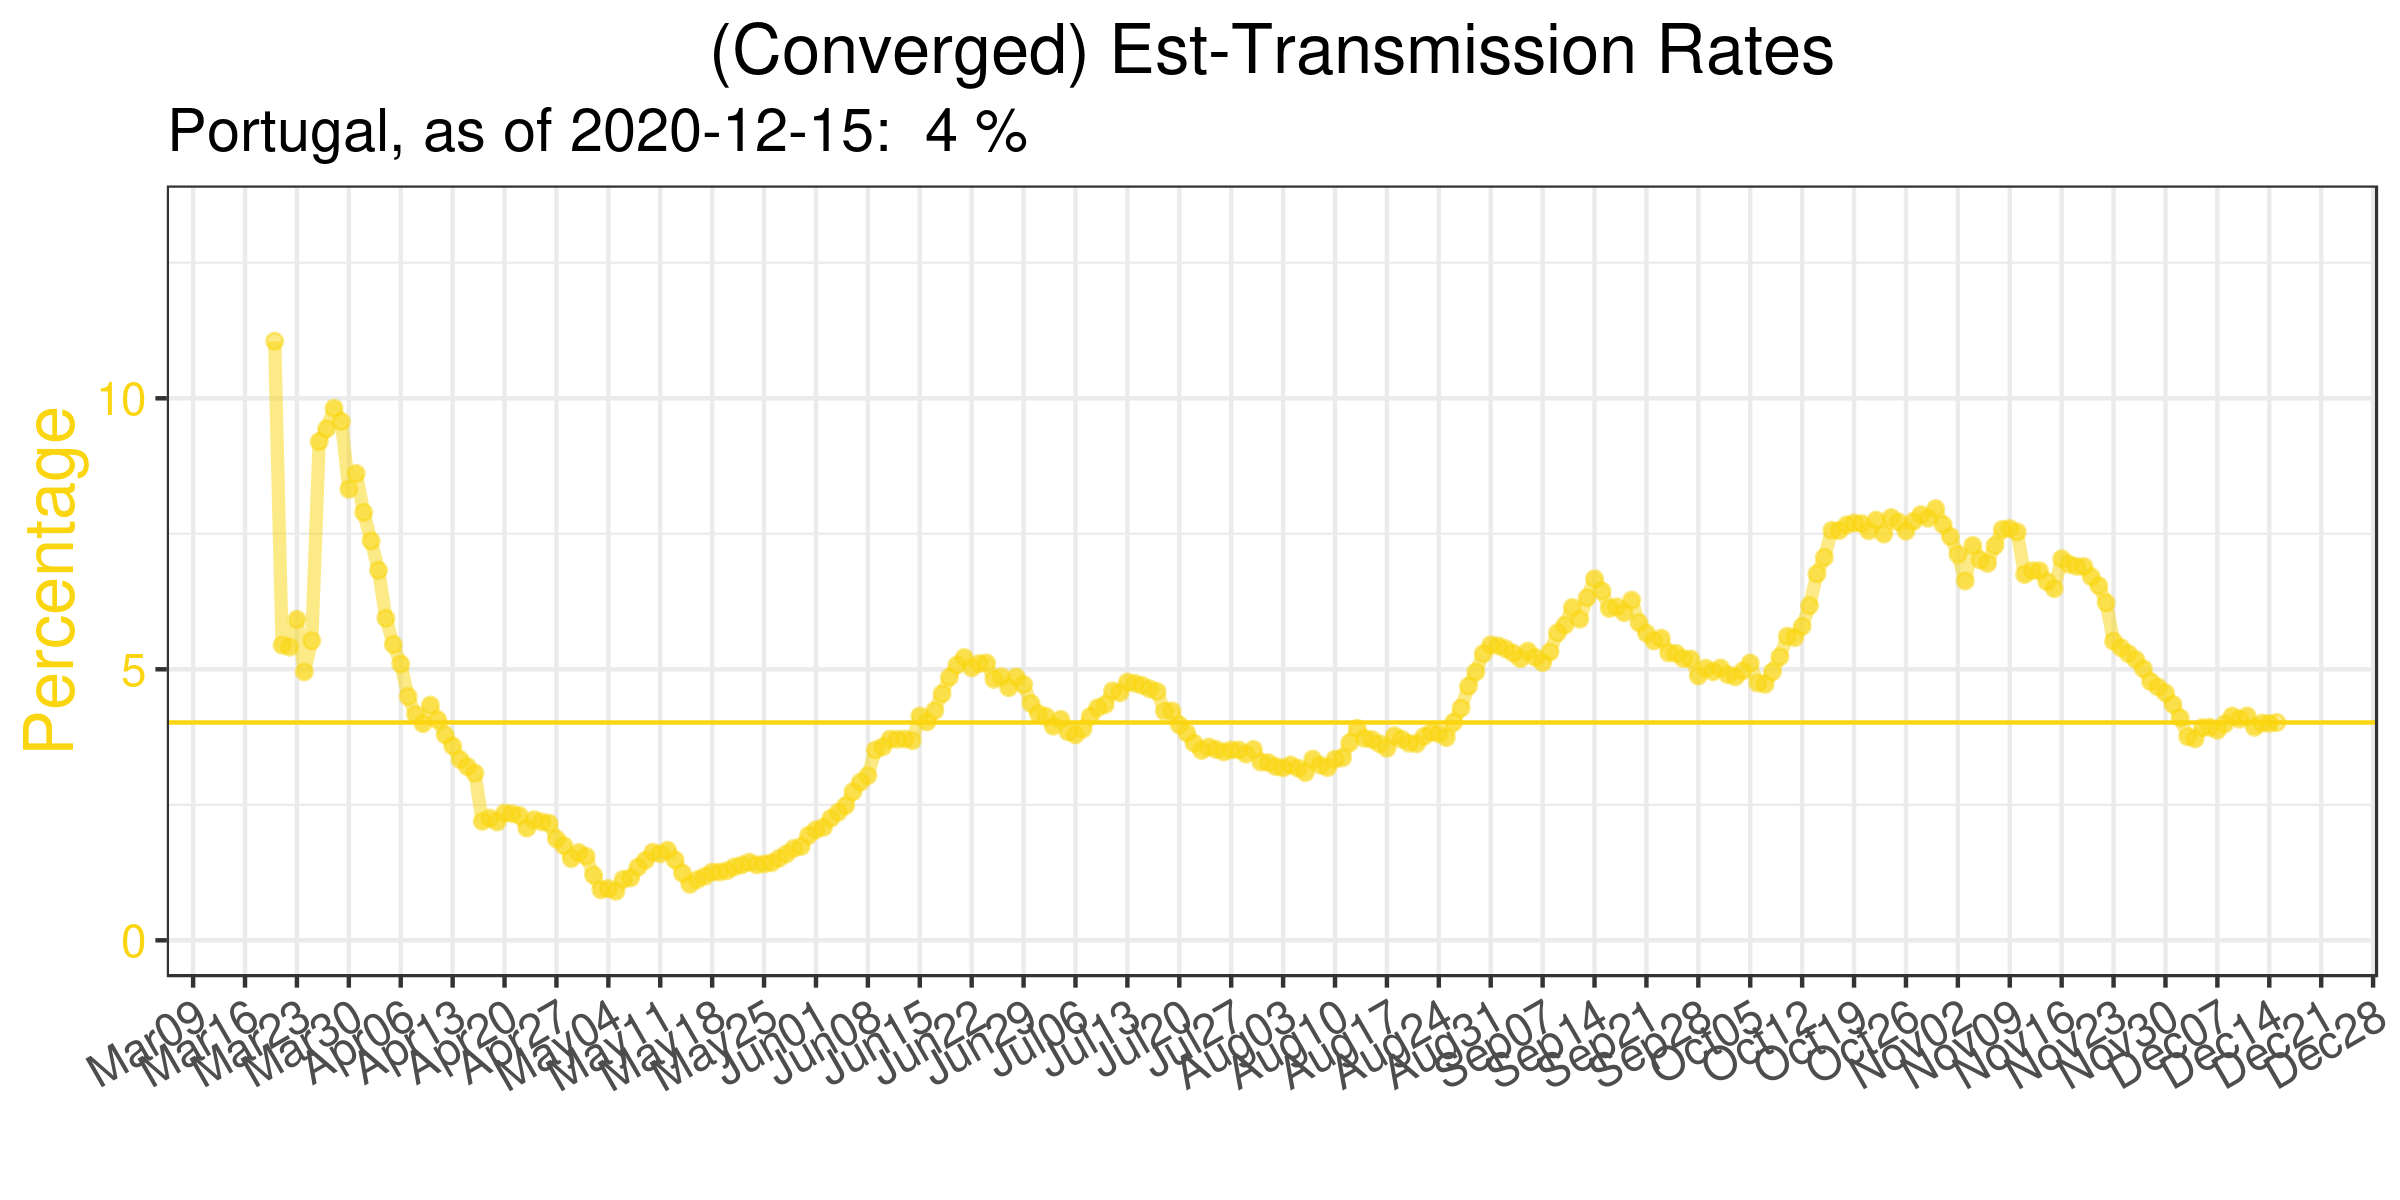 (Converged) Est-Transmission Rates
Portugal, as of 2020-12-15:  4 %
Percentage
10
5
0
Mar09
Mar16
Mar23
Mar30
Apr06
Apr13
Apr20
Apr27
May04
May11
May18
May25
Jun01
Jun08
Jun15
Jun22
Jun29
Jul06
Jul13
Jul20
Jul27
Aug03
Aug10
Aug17
Aug24
Aug31
Sep07
Sep14
Sep21
Sep28
Oct05
Oct12
Oct19
Oct26
Nov02
Nov09
Nov16
Nov23
Nov30
Dec07
Dec14
Dec21
Dec28